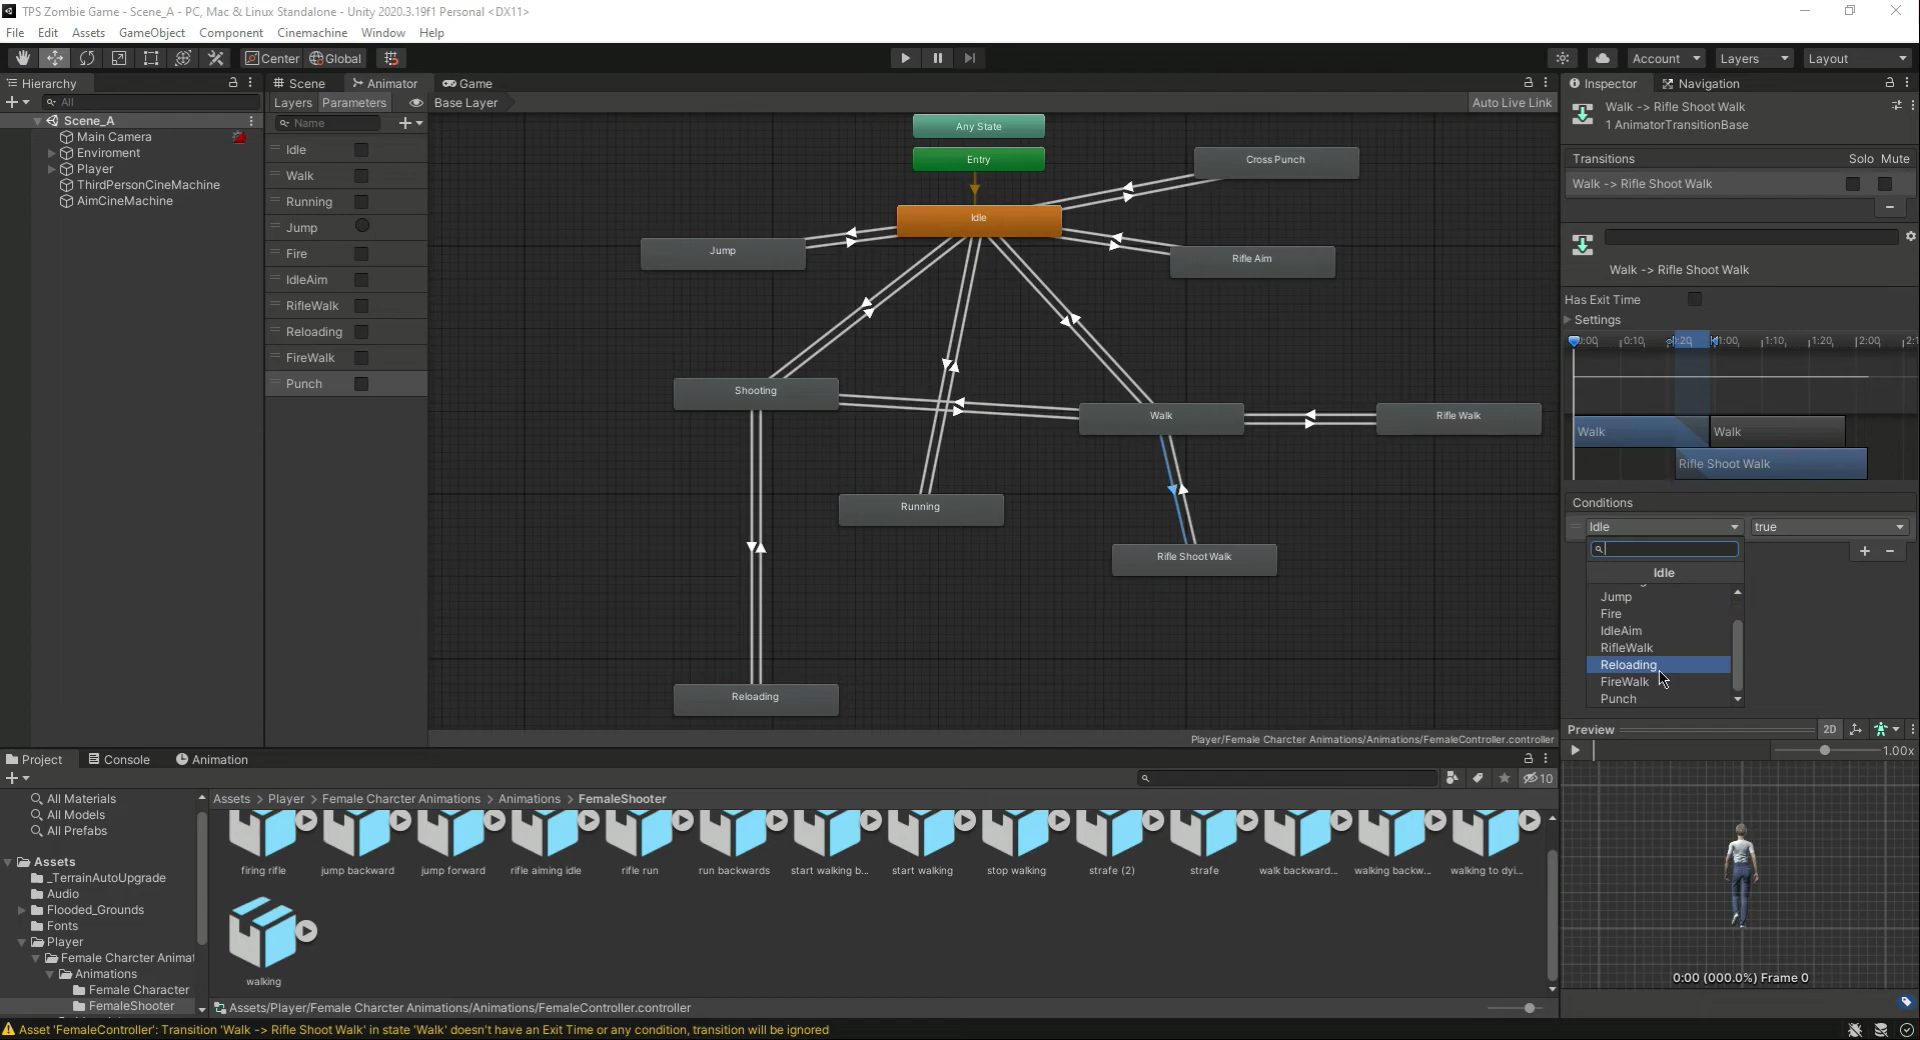 TPS Zombie Game - Scene_A - PC, Mac & Linux Standalone - Unity 2020.3.19f1 Personal <DX11>
File Edit Assets GameObject Component Cinemachine Window Help
Center Global Account Layers Layout
Hierarchy
All
Scene_A
Main Camera
Enviroment
Player
ThirdPersonCineMachine
AimCineMachine
Scene Animator Game
Layers Parameters Base Layer Auto Live Link
Name
Idle
Walk
Running
Jump
Fire
IdleAim
RifleWalk
Reloading
FireWalk
Punch
Any State
Entry
Cross Punch
Idle
Jump
Rifle Aim
Shooting
Walk
Rifle Walk
Running
Rifle Shoot Walk
Reloading
Player/Female Charcter Animations/Animations/FemaleController.controller
Inspector Navigation
Walk -> Rifle Shoot Walk
1 AnimatorTransitionBase
Transitions Solo Mute
Walk -> Rifle Shoot Walk
Walk -> Rifle Shoot Walk
Has Exit Time
Settings
0:10 1:00 1:10 1:20 2:00
Walk Walk
Rifle Shoot Walk
Conditions
Idle true
Idle
Jump
Fire
IdleAim
RifleWalk
Reloading
FireWalk
Punch
Preview 2D
1.00x
0:00 (000.0%) Frame 0
Project Console Animation
10
All Materials
All Models
All Prefabs
Assets
_TerrainAutoUpgrade
Audio
Flooded_Grounds
Fonts
Player
Female Charcter Animat
Animations
Female Character
FemaleShooter
Assets > Player > Female Charcter Animations > Animations > FemaleShooter
firing rifle jump backward jump forward rifle aiming idle rifle run run backwards start walking b... start walking stop walking strafe (2) strafe walk backward... walking backw... walking to dyi...
walking
Assets/Player/Female Charcter Animations/Animations/FemaleController.controller
Asset 'FemaleController': Transition 'Walk -> Rifle Shoot Walk' in state 'Walk' doesn't have an Exit Time or any condition, transition will be ignored